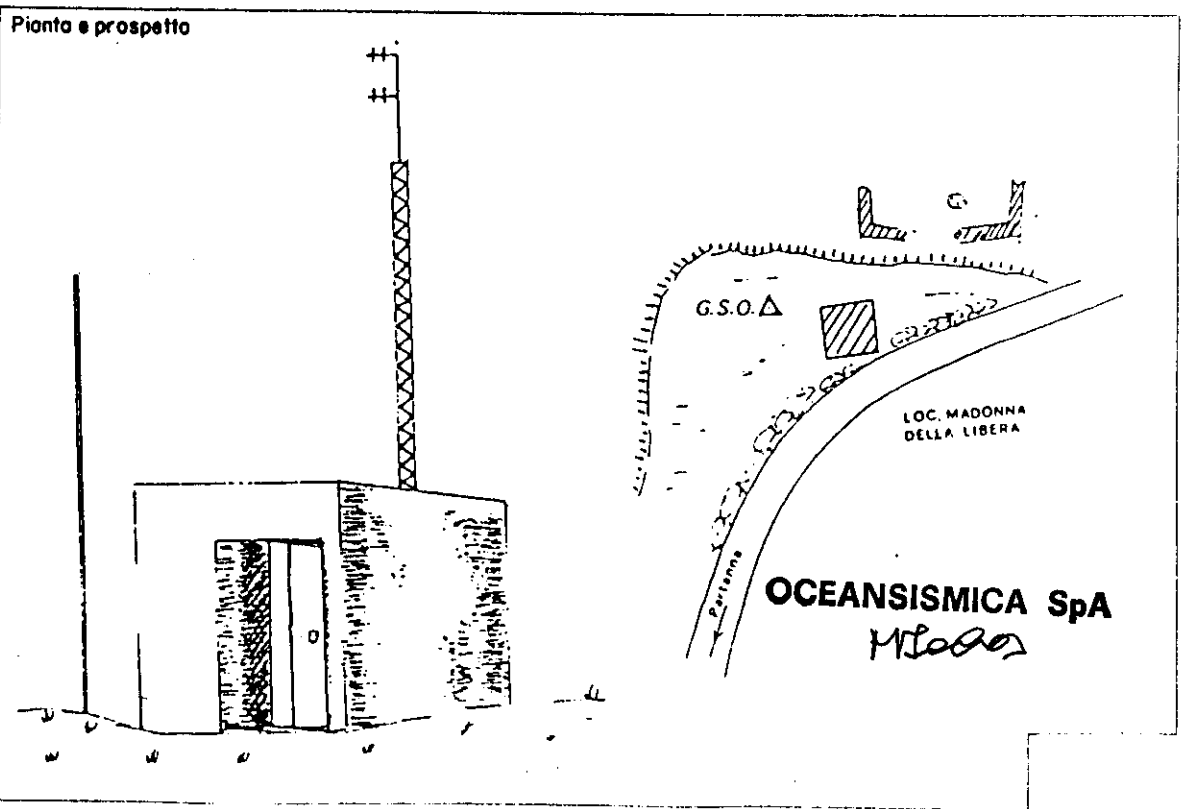 Pianta e prospetto
G.S.O.
LOC. MADONNA
DELLA LIBERA
Partanna
OCEANSISMICA SpA